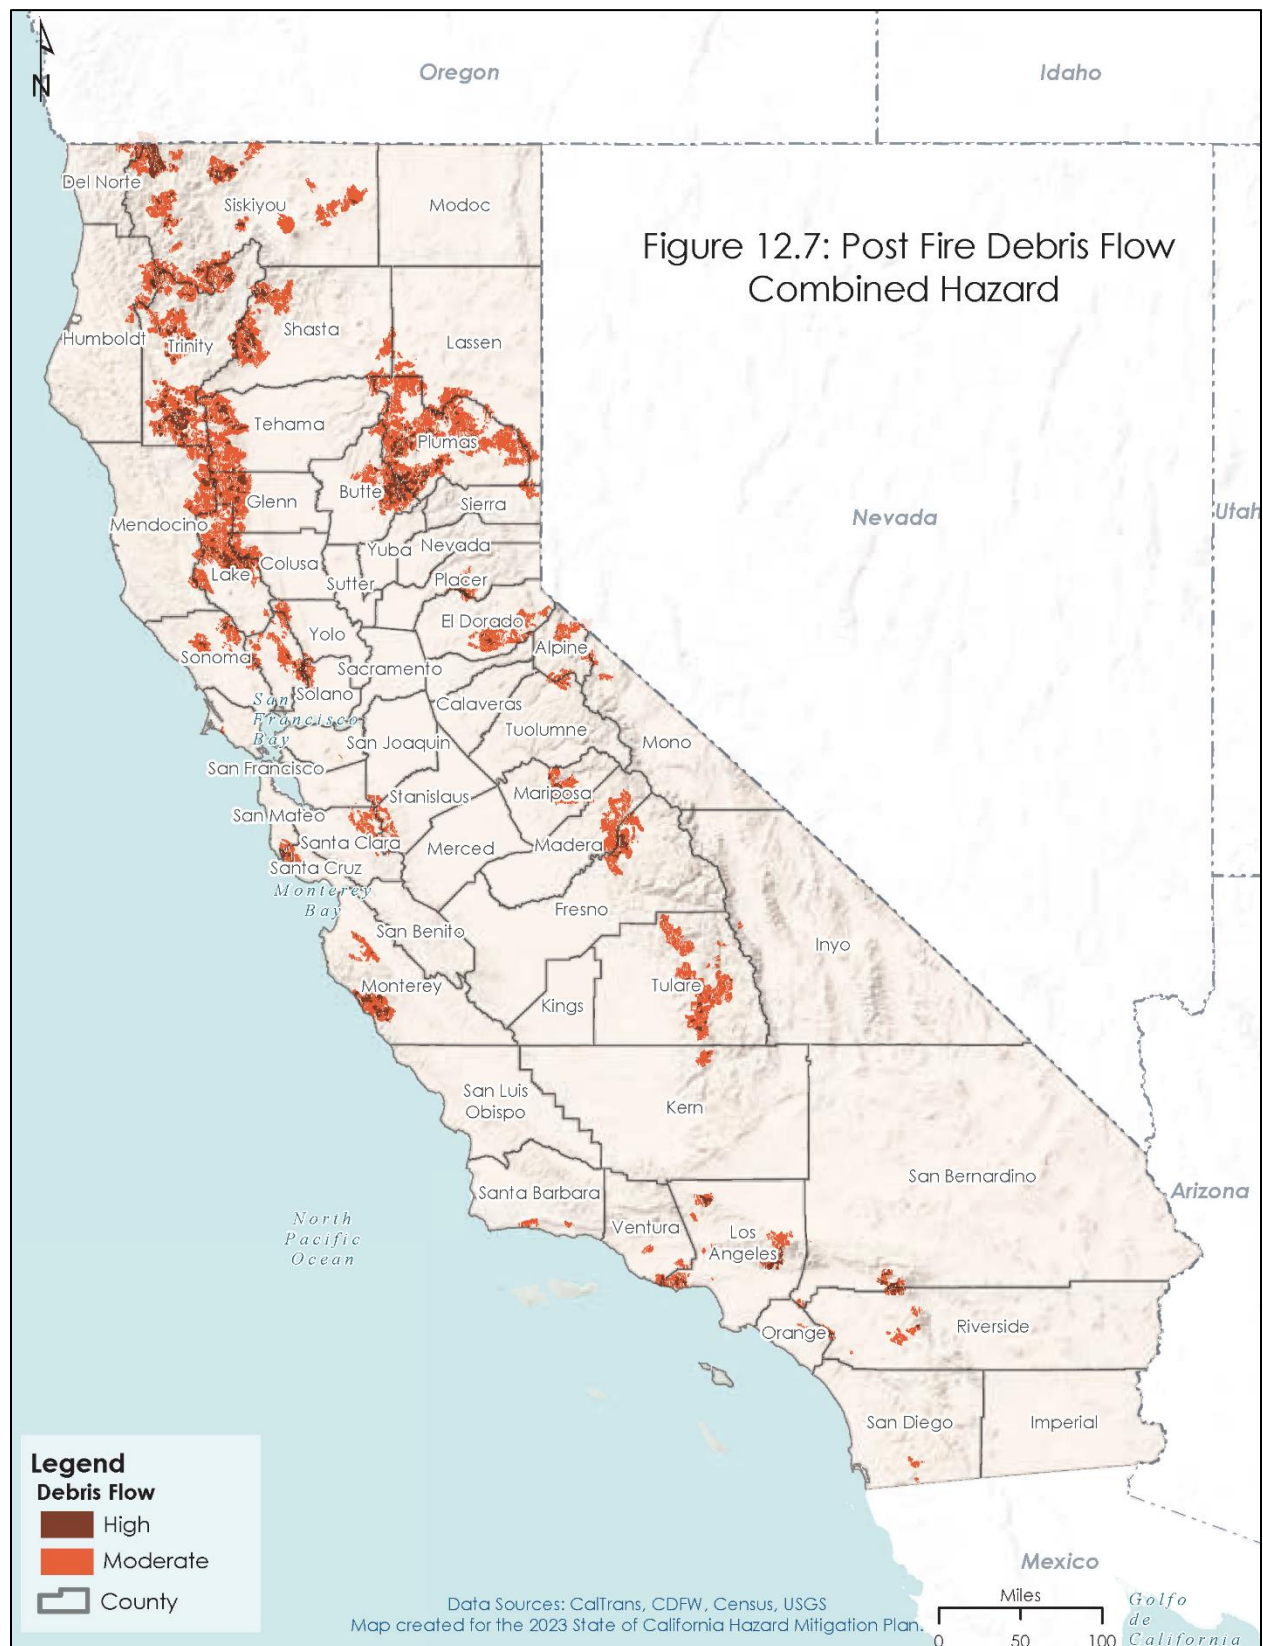 N
Oregon
Idaho
Del Norte
Siskiyou
Modoc
Figure 12.7: Post Fire Debris Flow
Combined Hazard
Humboldt
Trinity
Shasta
Lassen
Tehama
Plumas
Butte
Glenn
Sierra
Mendocino
Nevada
Utah
Yuba
Nevada
Colusa
Lake
Sutter
Placer
El Dorado
Yolo
Alpine
Sonoma
Sacramento
Solano
San
Francisco
Bay
Calaveras
Tuolumne
San Joaquin
Mono
San Francisco
Stanislaus
Mariposa
San Mateo
Santa Clara
Merced
Madera
Santa Cruz
Monterey
Bay
Fresno
San Benito
Inyo
Monterey
Kings
Tulare
San Luis
Obispo
Kern
San Bernardino
Arizona
Santa Barbara
North
Pacific
Ocean
Ventura
Los
Angeles
Orange
Riverside
San Diego
Imperial
Legend
Debris Flow
High
Moderate
County
Mexico
Data Sources: CalTrans, CDFW, Census, USGS
Map created for the 2023 State of California Hazard Mitigation Plan.
Miles
0 50 100
Golfo
de
California